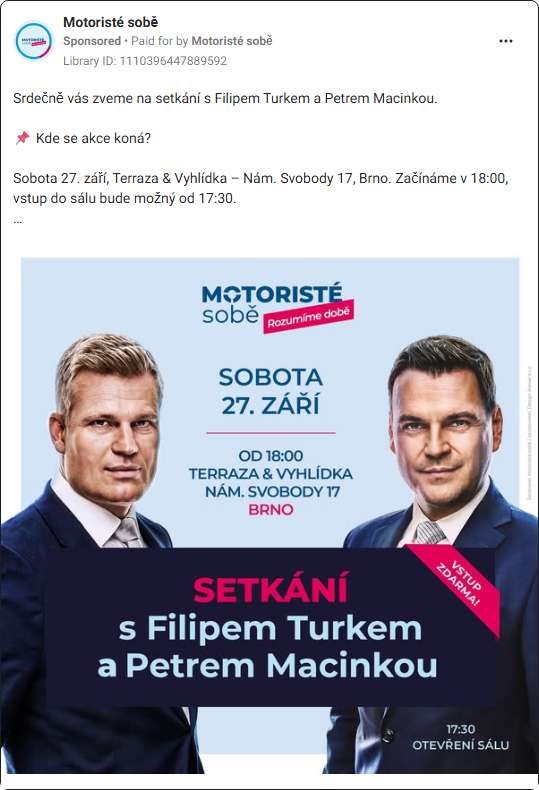 Motoristé sobě
Sponsored • Paid for by Motoristé sobě
Library ID: 1110396447889592
Srdečně vás zveme na setkání s Filipem Turkem a Petrem Macinkou.
📌 Kde se akce koná?
Sobota 27. září, Terraza & Vyhlídka – Nám. Svobody 17, Brno. Začínáme v 18:00,
vstup do sálu bude možný od 17:30.
...
MOTORISTÉ
sobě
Rozumíme době
SOBOTA
27. ZÁŘÍ
OD 18:00
TERRAZA & VYHLÍDKA
NÁM. SVOBODY 17
BRNO
VSTUP
ZDARMA!
SETKÁNÍ
s Filipem Turkem
a Petrem Macinkou
17:30
OTEVŘENÍ SÁLU